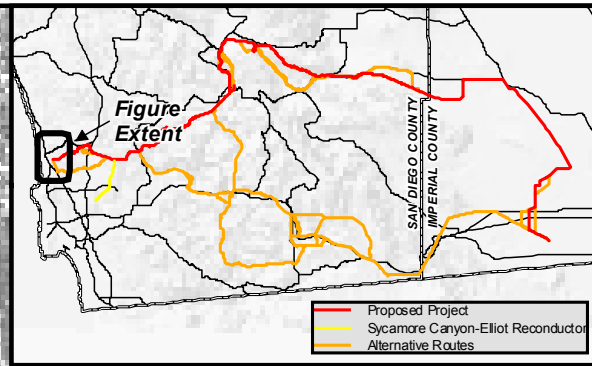 Figure
Extent
SAN DIEGO COUNTY
IMPERIAL COUNTY
Proposed Project
Sycamore Canyon-Elliot Reconductor
Alternative Routes